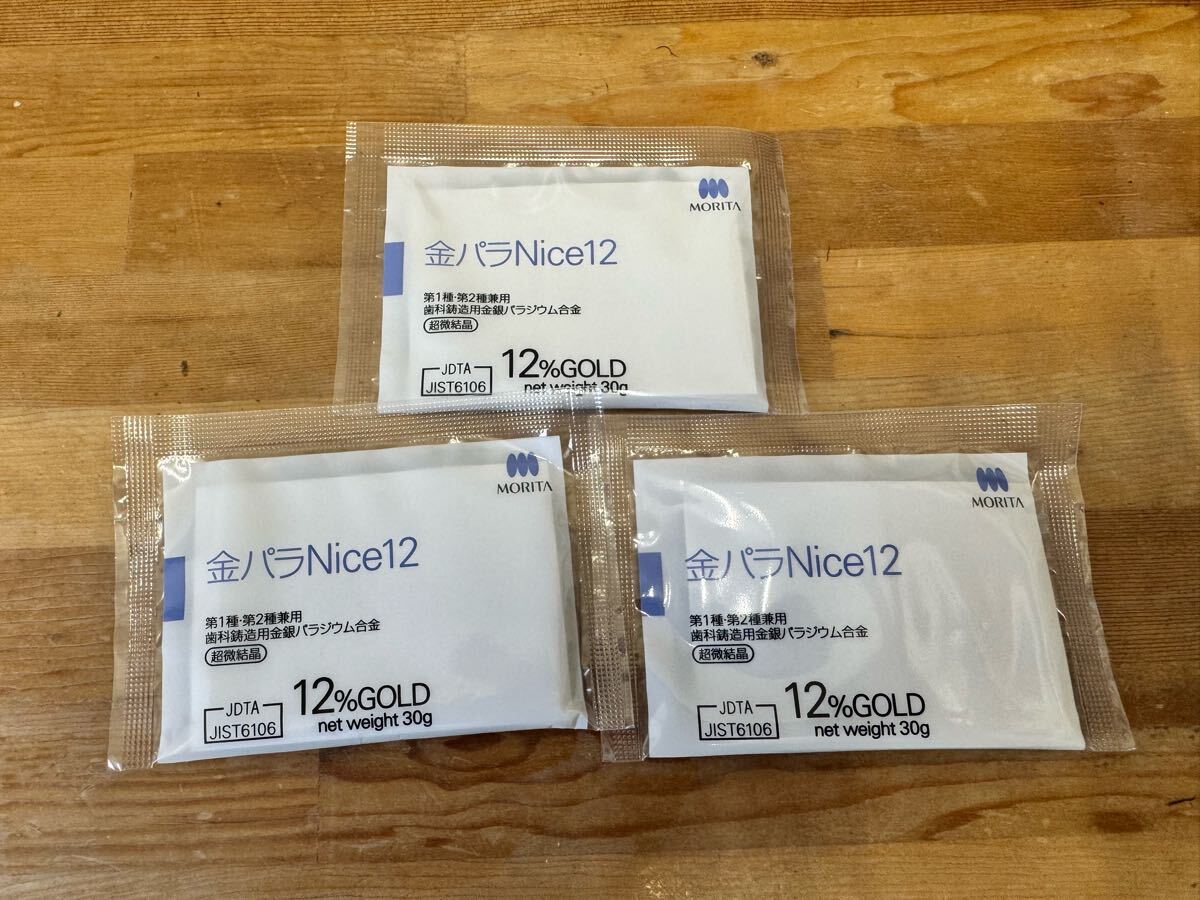 MORITA
金パラNice12
第1種・第2種兼用
歯科鋳造用金銀パラジウム合金
超微結晶
JDTA
JIST6106
12%GOLD
net weight 30g
MORITA
金パラNice12
第1種・第2種兼用
歯科鋳造用金銀パラジウム合金
超微結晶
JDTA
JIST6106
12%GOLD
net weight 30g
MORITA
金パラNice12
第1種・第2種兼用
歯科鋳造用金銀パラジウム合金
超微結晶
JDTA
JIST6106
12%GOLD
net weight 30g